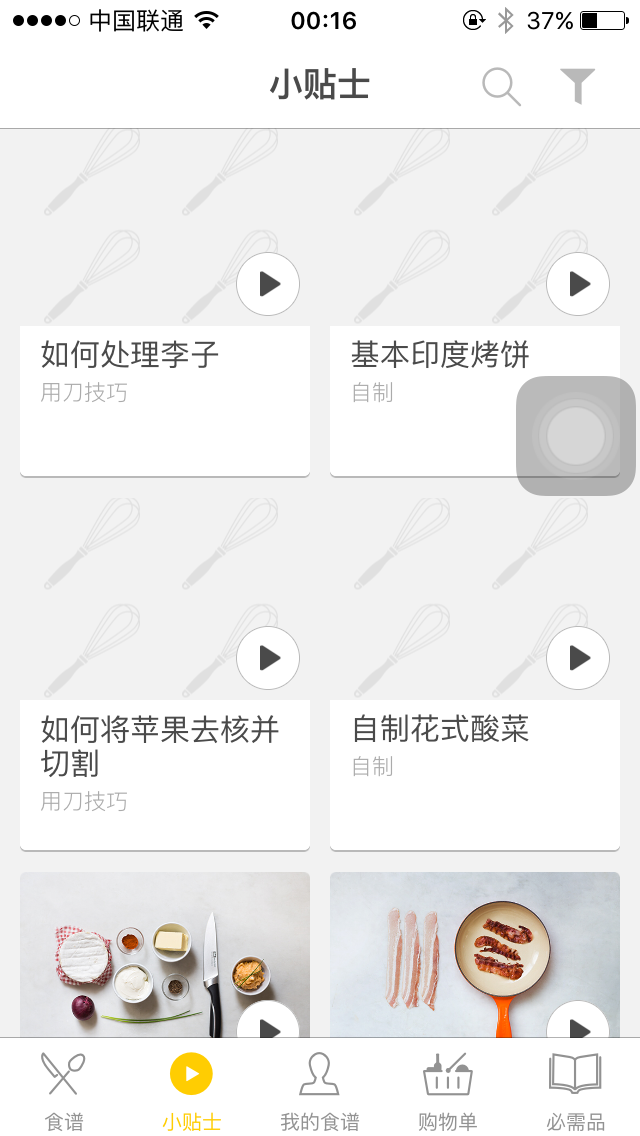 中国联通 00:16 37%
小贴士
如何处理李子
用刀技巧
基本印度烤饼
自制
如何将苹果去核并
切割
用刀技巧
自制花式酸菜
自制
食谱 小贴士 我的食谱 购物单 必需品